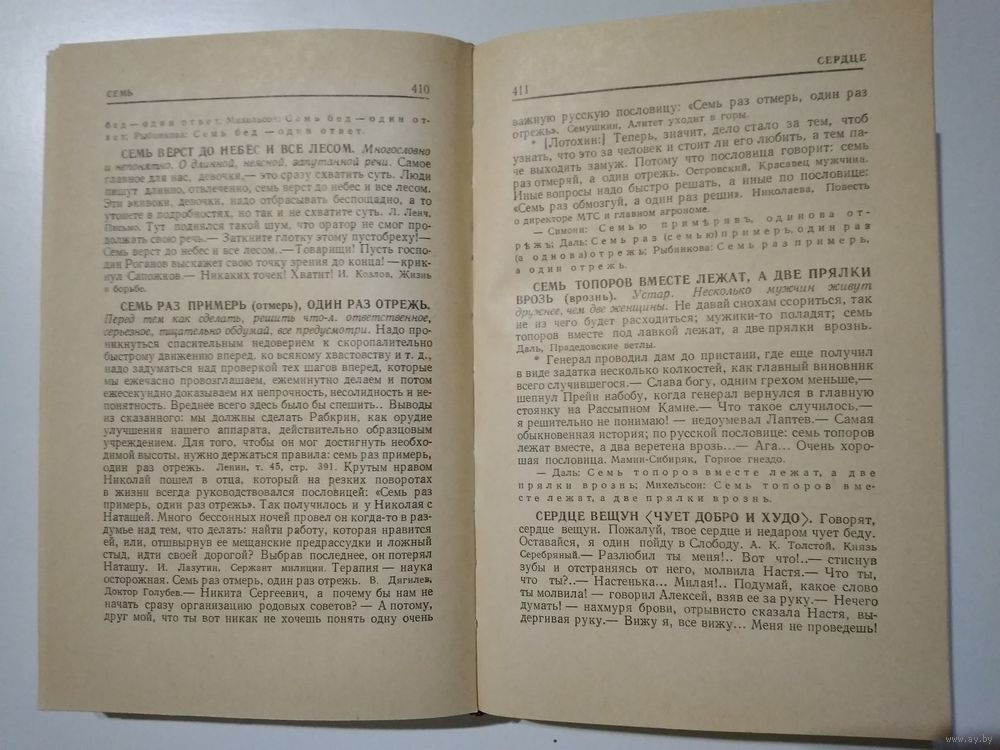 СЕМЬ 410
бед — один ответ. Михельсон: Семь бед — один от-
вет. Рыбникова: Семь бед — один ответ.
СЕМЬ ВЕРСТ ДО НЕБЕС И ВСЕ ЛЕСОМ. Многословно
и непонятно. О длинной, неясной, запутанной речи. Самое
главное для нас, девочки,— это сразу схватить суть. Люди
пишут длинно, отвлеченно, семь верст до небес и все лесом.
Эти экивоки, девочки, надо отбрасывать беспощадно, а то
утонете в подробностях, но так и не схватите суть. Л. Ленч,
Письмо. Тут поднялся такой шум, что оратор не смог про-
должать свою речь.— Заткните глотку этому пустобреху!—
Семь верст до небес и все лесом..—Товарищи! Пусть госпо-
дин Роганов выскажет свою точку зрения до конца! — крик-
нул Сапожков.— Никаких точек! Хватит! И. Козлов, Жизнь
в борьбе.
СЕМЬ РАЗ ПРИМЕРЬ (отмерь), ОДИН РАЗ ОТРЕЖЬ.
Перед тем как сделать, решить что-л. ответственное,
серьезное, тщательно обдумай, все предусмотри. Надо про-
никнуться спасительным недоверием к скоропалительно
быстрому движению вперед, ко всякому хвастовству и т. д.,
надо задуматься над проверкой тех шагов вперед, которые
мы ежечасно провозглашаем, ежеминутно делаем и потом
ежесекундно доказываем их непрочность, несолидность и не-
понятность. Вреднее всего здесь было бы спешить.. Выводы
из сказанного: мы должны сделать Рабкрин, как орудие
улучшения нашего аппарата, действительно образцовым
учреждением. Для того, чтобы он мог достигнуть необхо-
димой высоты, нужно держаться правила: семь раз примерь,
один раз отрежь. Ленин, т. 45, стр. 391. Крутым нравом
Николай пошел в отца, который на резких поворотах
в жизни всегда руководствовался пословицей: «Семь раз
примерь, один раз отрежь». Так получилось и у Николая с
Наташей. Много бессонных ночей провел он когда-то в раз-
думье над тем, что делать: найти работу, которая нравится
ей, или, отшвырнув ее мещанские предрассудки и ложный
стыд, идти своей дорогой? Выбрав последнее, он потерял
Наташу. И. Лазутин, Сержант милиции. Терапия — наука
осторожная. Семь раз отмерь, один раз отрежь. В. Дягилев,
Доктор Голубев.— Никита Сергеевич, а почему бы нам не
начать сразу организацию родовых советов? — А потому,
друг мой, что ты вот никак не хочешь понять одну очень
411 СЕРДЦЕ
важную русскую пословицу: «Семь раз отмерь, один раз
отрежь». Семушкин, Алитет уходит в горы.
* [Лотохин:] Теперь, значит, дело стало за тем, чтоб
узнать, что это за человек и стоит ли его любить, а тем па-
че выходить замуж. Потому что пословица говорит: семь
раз отмеряй, а один отрежь. Островский, Красавец мужчина.
Иные вопросы надо быстро решать, а иные по пословице:
«Семь раз обмозгуй, а один раз реши». Николаева, Повесть
о директоре МТС и главном агрономе.
— Симони: Семью примѣрявъ, одинова от-
рѣжь; Даль: Семь раз (семью) примерь, один раз
(а однова) отрежь; Рыбникова: Семь раз примерь,
а один отрежь.
СЕМЬ ТОПОРОВ ВМЕСТЕ ЛЕЖАТ, А ДВЕ ПРЯЛКИ
ВРОЗЬ (врознь). Устар. Несколько мужчин живут
дружнее, чем две женщины. Не давай снохам ссориться, так
не из чего будет расходиться; мужики-то поладят; семь
топоров вместе под лавкой лежат, а две прялки врознь.
Даль, Прадедовские ветлы.
* Генерал проводил дам до пристани, где еще получил
в виде задатка несколько колкостей, как главный виновник
всего случившегося.— Слава богу, одним грехом меньше,—
шепнул Прейн набобу, когда генерал вернулся в главную
стоянку на Рассыпном Камне.— Что такое случилось,—
я решительно не понимаю! — недоумевал Лаптев.— Самая
обыкновенная история; по русской пословице: семь топоров
лежат вместе, а два веретена врозь...— Ага... Очень хоро-
шая пословица. Мамин-Сибиряк, Горное гнездо.
— Даль: Семь топоров вместе лежат, а две
прялки врознь; Михельсон: Семь топоров вме-
сте лежат, а две прялки врознь.
СЕРДЦЕ ВЕЩУН ⟨ЧУЕТ ДОБРО И ХУДО⟩. Говорят,
сердце вещун. Пожалуй, твое сердце и недаром чует беду.
Оставайся, я один пойду в Слободу. А. К. Толстой, Князь
Серебряный.— Разлюбил ты меня!.. Вот что!..— стиснув
зубы и отстраняясь от него, молвила Настя.— Что ты,
что ты?..— Настенька... Милая!.. Подумай, какое слово
ты молвила! — говорил Алексей, взяв ее за руку.— Нечего
думать! — нахмуря брови, отрывисто сказала Настя, вы-
дергивая руку.— Вижу я, все вижу... Меня не проведешь!
www.ay.by